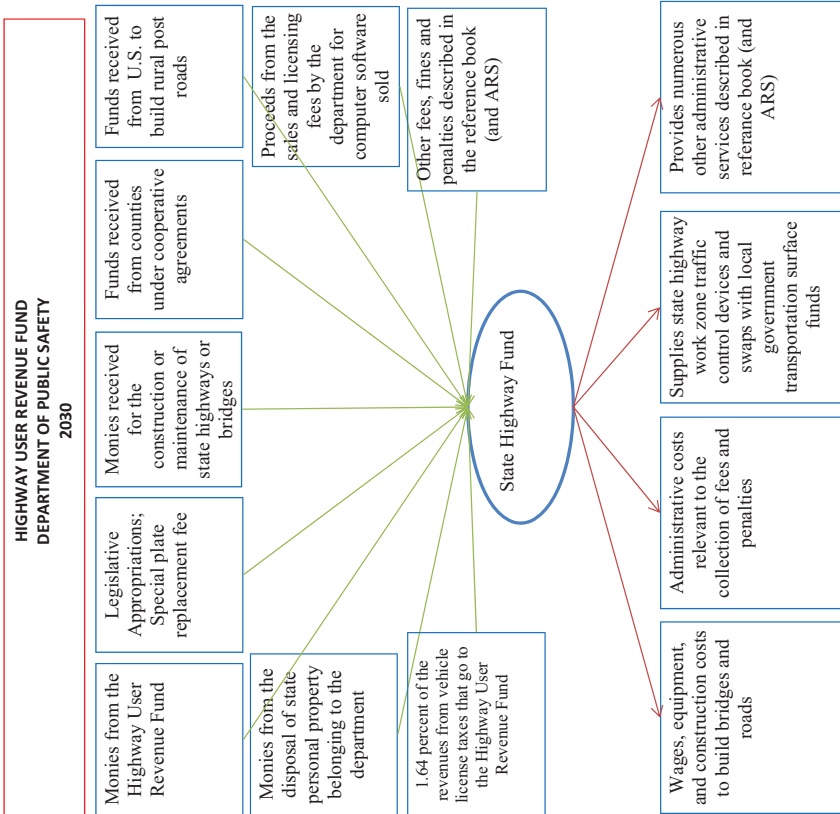 HIGHWAY USER REVENUE FUND
DEPARTMENT OF PUBLIC SAFETY
2030
Monies from the
Highway User
Revenue Fund
Legislative
Appropriations;
Special plate
replacement fee
Monies received
for the
construction or
maintenance of
state highways or
bridges
Funds received
from counties
under cooperative
agreements
Funds received
from U.S. to
build rural post
roads
Monies from the
disposal of state
personal property
belonging to the
department
Proceeds from the
sales and licensing
fees by the
department for
computer software
sold
1.64 percent of the
revenues from vehicle
license taxes that go to
the Highway User
Revenue Fund
Other fees, fines and
penalties described in
the reference book
(and ARS)
State Highway Fund
Wages, equipment,
and construction costs
to build bridges and
roads
Administrative costs
relevant to the
collection of fees and
penalties
Supplies state highway
work zone traffic
control devices and
swaps with local
government
transportation surface
funds
Provides numerous
other administrative
services described in
referance book (and
ARS)